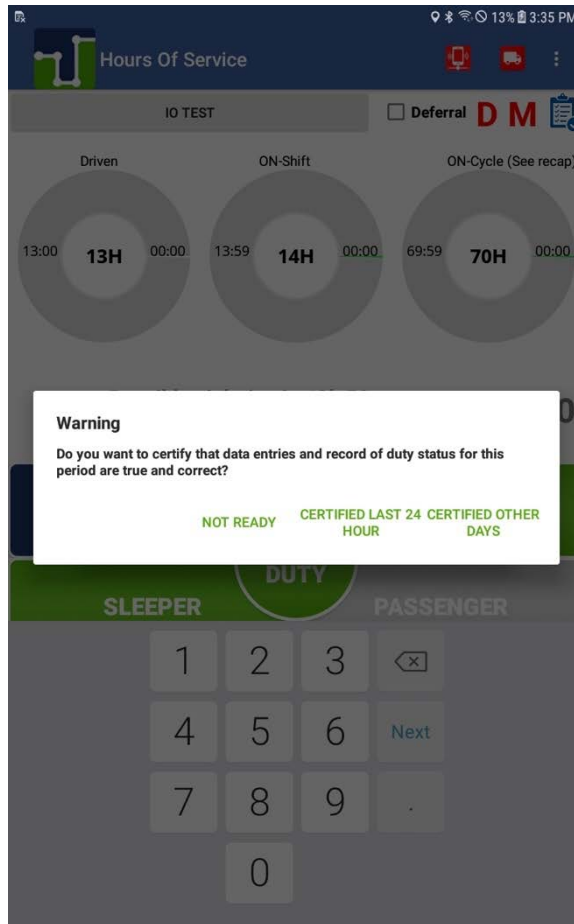 13% 3:35 PM
Hours Of Service
IO TEST
Deferral D M
Driven ON-Shift ON-Cycle (See recap)
13:00 13H 00:00 13:59 14H 00:00 69:59 70H 00:00
Warning
Do you want to certify that data entries and record of duty status for this
period are true and correct?
NOT READY CERTIFIED LAST 24 HOUR CERTIFIED OTHER DAYS
DUTY
SLEEPER PASSENGER
1 2 3
4 5 6 Next
7 8 9 .
0